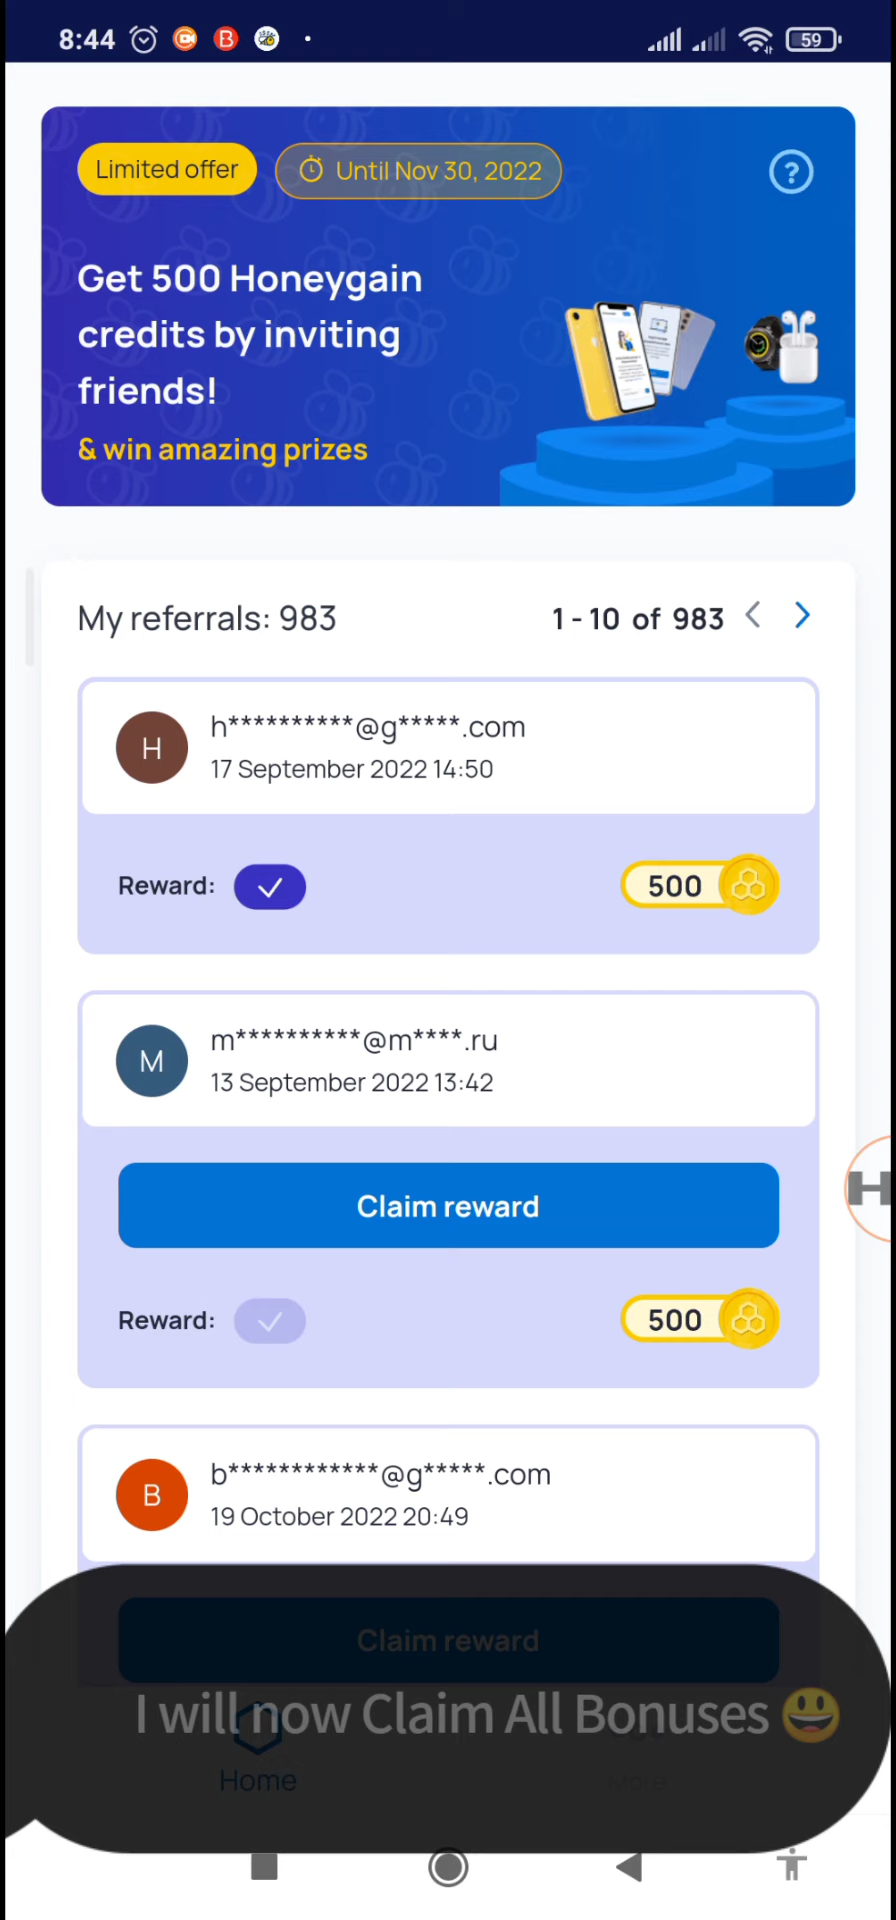 8:44
59
Limited offer
Until Nov 30, 2022
?
Get 500 Honeygain
credits by inviting
friends!
& win amazing prizes
My referrals: 983
1 - 10 of 983
H
h**********@g*****.com
17 September 2022 14:50
Reward:
500
M
m**********@m****.ru
13 September 2022 13:42
Claim reward
Reward:
500
H
B
b************@g*****.com
19 October 2022 20:49
Claim reward
I will now Claim All Bonuses 😃
Home
More